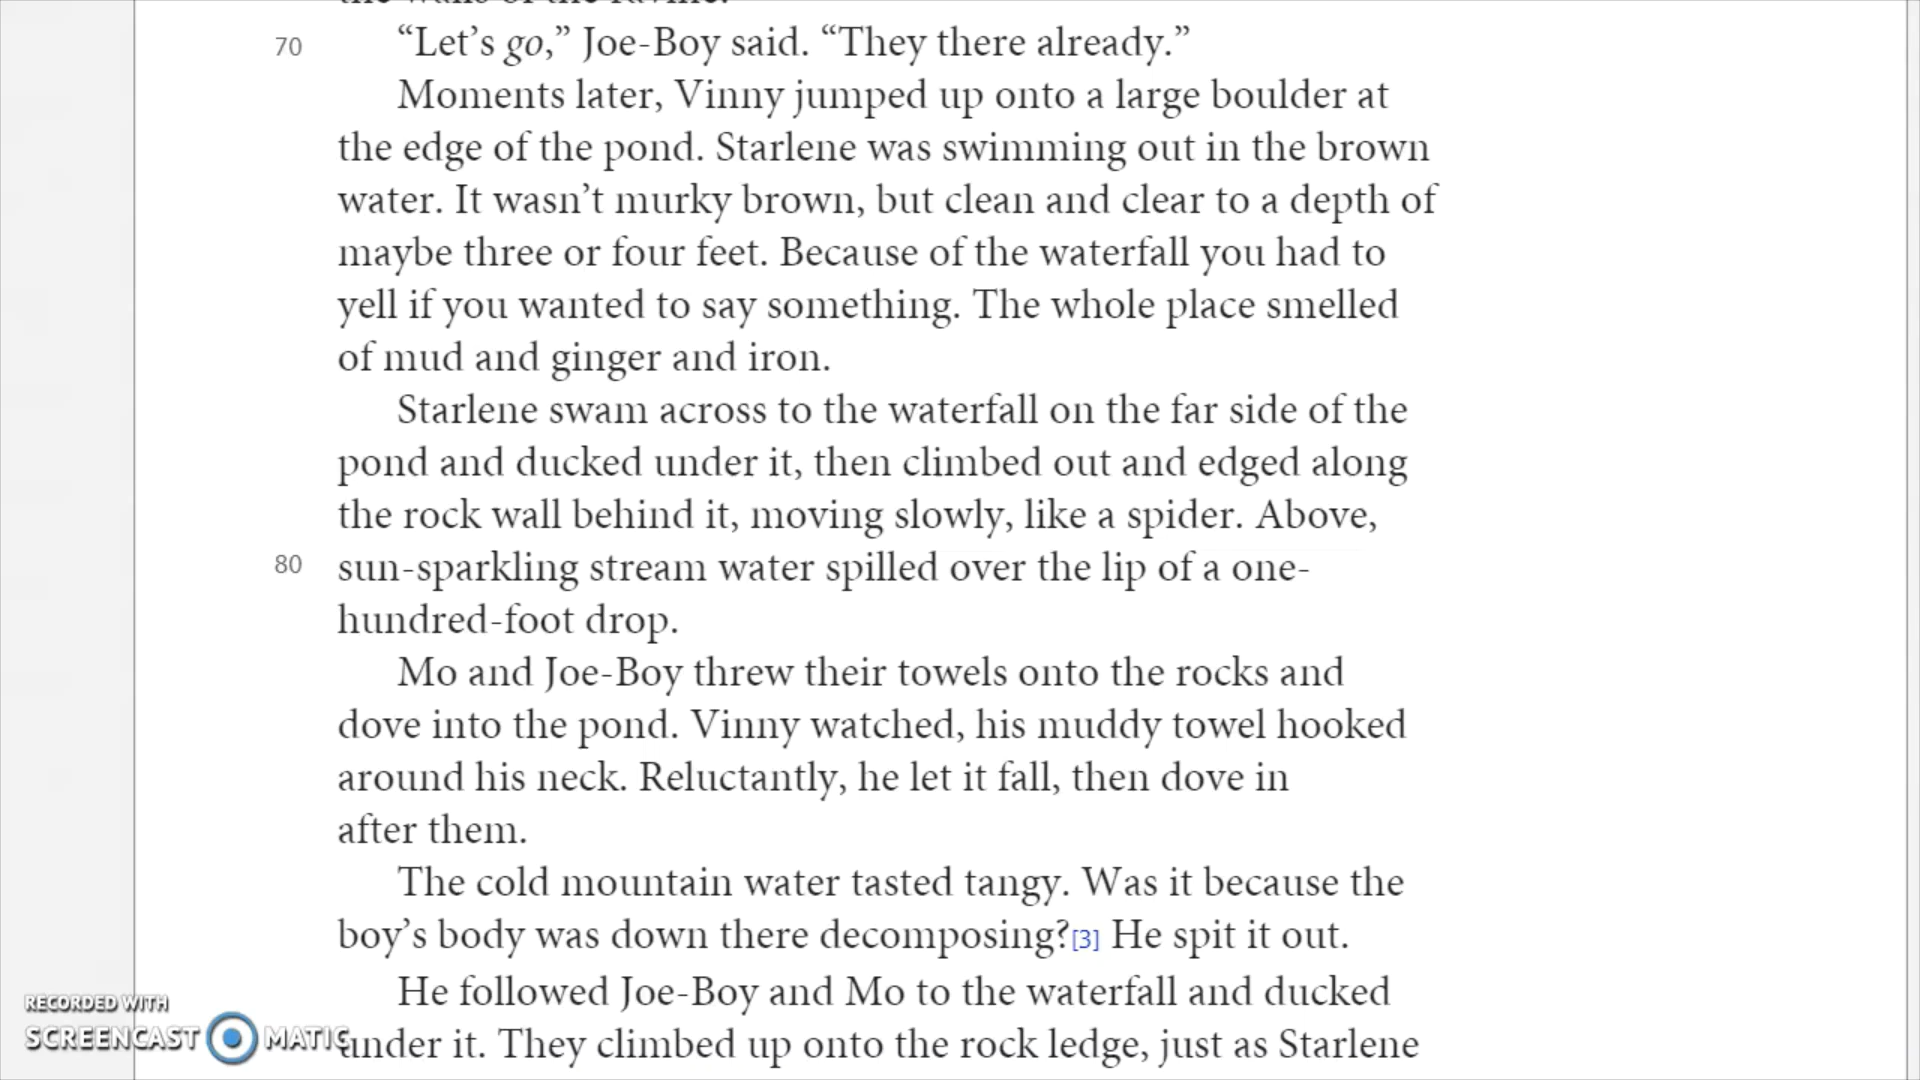 the walls of the ravine.
70 “Let’s go,” Joe-Boy said. “They there already.”
Moments later, Vinny jumped up onto a large boulder at
the edge of the pond. Starlene was swimming out in the brown
water. It wasn’t murky brown, but clean and clear to a depth of
maybe three or four feet. Because of the waterfall you had to
yell if you wanted to say something. The whole place smelled
of mud and ginger and iron.
Starlene swam across to the waterfall on the far side of the
pond and ducked under it, then climbed out and edged along
the rock wall behind it, moving slowly, like a spider. Above,
80 sun-sparkling stream water spilled over the lip of a one-
hundred-foot drop.
Mo and Joe-Boy threw their towels onto the rocks and
dove into the pond. Vinny watched, his muddy towel hooked
around his neck. Reluctantly, he let it fall, then dove in
after them.
The cold mountain water tasted tangy. Was it because the
boy’s body was down there decomposing?[3] He spit it out.
He followed Joe-Boy and Mo to the waterfall and ducked
under it. They climbed up onto the rock ledge, just as Starlene
RECORDED WITH
SCREENCAST MATIC